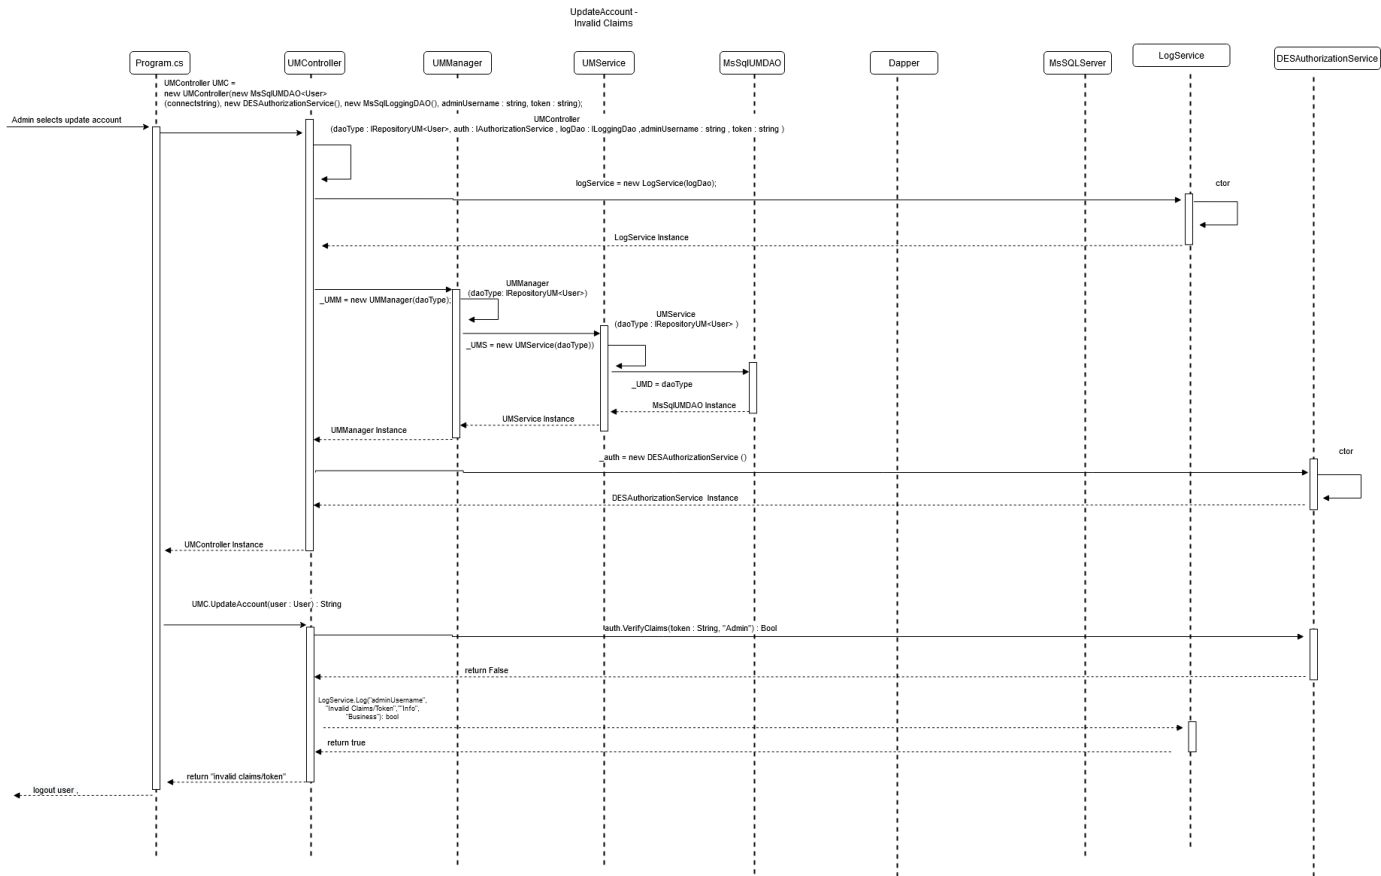 UpdateAccount -
Invalid Claims
Program.cs
UMController
UMManager
UMService
MsSqlUMDAO
Dapper
MsSQLServer
LogService
DESAuthorizationService
UMController UMC =
new UMController(new MsSqlUMDAO<User>
(connectstring), new DESAuthorizationService(), new MsSqlLoggingDAO(), adminUsername : string, token : string);
Admin selects update account
UMController
(daoType : IRepositoryUM<User>, auth : IAuthorizationService , logDao : ILoggingDao ,adminUsername : string , token : string )
logService = new LogService(logDao);
ctor
LogService Instance
UMManager
(daoType: IRepositoryUM<User>)
_UMM = new UMManager(daoType);
UMService
(daoType : IRepositoryUM<User> )
_UMS = new UMService(daoType))
_UMD = daoType
MsSqlUMDAO Instance
UMService Instance
UMManager Instance
_auth = new DESAuthorizationService ()
ctor
DESAuthorizationService Instance
UMController Instance
UMC.UpdateAccount(user : User) : String
auth.VerifyClaims(token : String, "Admin") : Bool
return False
LogService.Log("adminUsername",
"Invalid Claims/Token",""Info",
"Business"): bool
return true
return "invalid claims/token"
logout user .